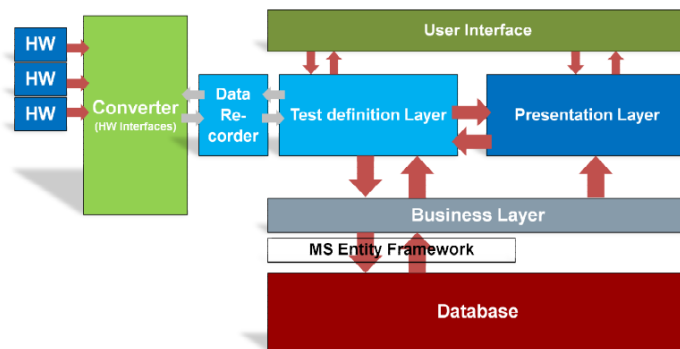 HW
HW
HW
Converter
(HW Interfaces)
Data
Re-
corder
User Interface
Test definition Layer
Presentation Layer
Business Layer
MS Entity Framework
Database